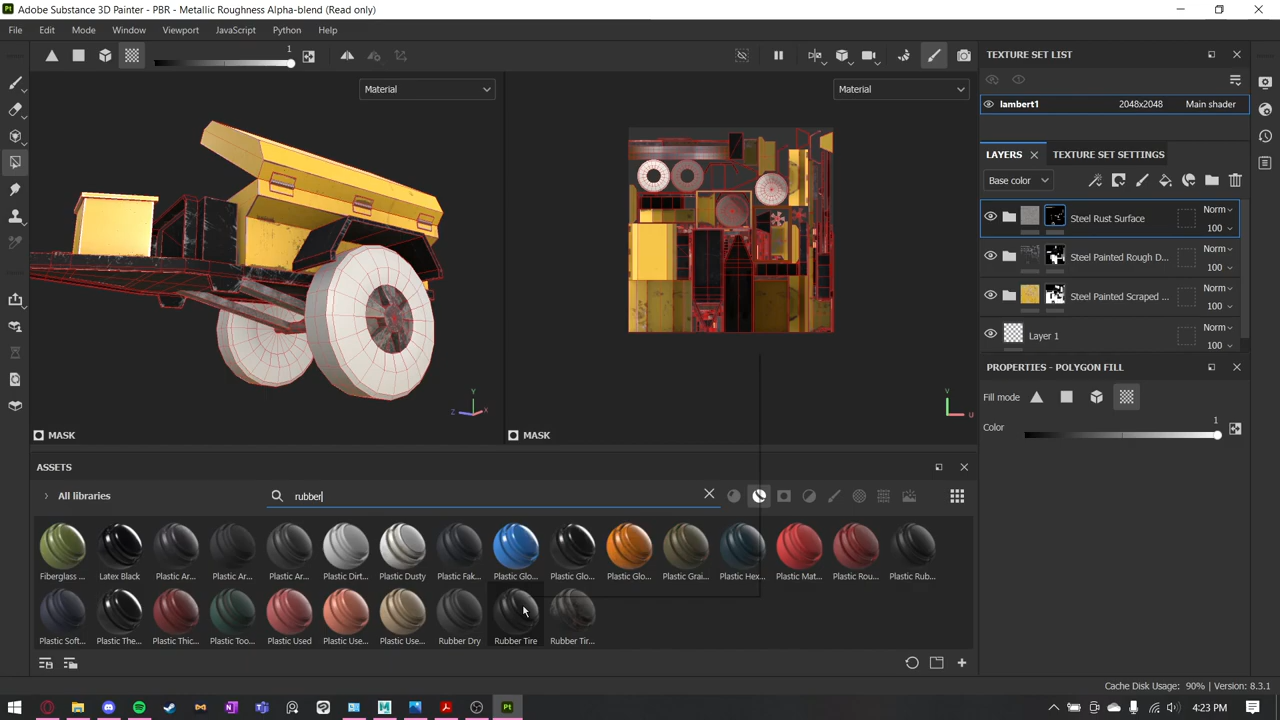 Adobe Substance 3D Painter - PBR - Metallic Roughness Alpha-blend (Read only)
File Edit Mode Window Viewport JavaScript Python Help
1
Material
Material
TEXTURE SET LIST
lambert1 2048x2048 Main shader
LAYERS TEXTURE SET SETTINGS
Base color
Steel Rust Surface Norm 100
Steel Painted Rough D... Norm 100
Steel Painted Scraped ... Norm 100
Layer 1 Norm 100
PROPERTIES - POLYGON FILL
Fill mode
Color 1
Y
Z X
V
U
MASK
MASK
ASSETS
All libraries rubber
Fiberglass ... Latex Black Plastic Ar... Plastic Ar... Plastic Ar... Plastic Dirt... Plastic Dusty Plastic Fak... Plastic Glo... Plastic Glo... Plastic Glo... Plastic Grai... Plastic Hex... Plastic Mat... Plastic Rou... Plastic Rub...
Plastic Soft... Plastic The... Plastic Thic... Plastic Too... Plastic Used Plastic Use... Plastic Use... Rubber Dry Rubber Tire Rubber Tir...
Cache Disk Usage: 90% | Version: 8.3.1
4:23 PM